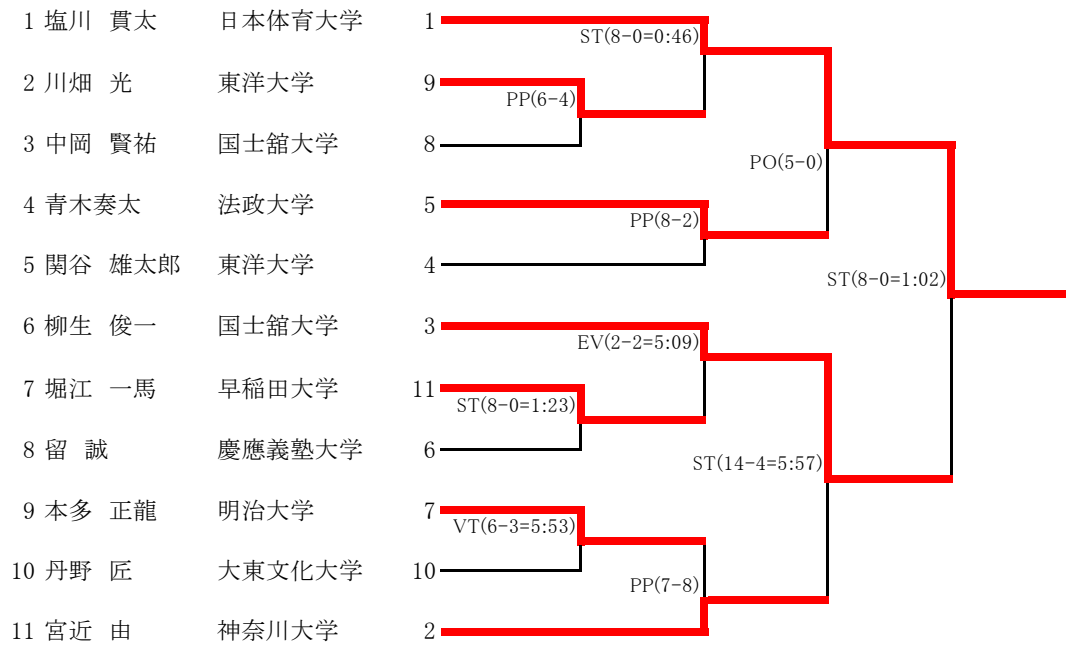 1 塩川 貫太 日本体育大学 1
ST(8-0=0:46)
2 川畑 光 東洋大学 9
PP(6-4)
3 中岡 賢祐 国士舘大学 8
PO(5-0)
4 青木奏太 法政大学 5
PP(8-2)
5 関谷 雄太郎 東洋大学 4
ST(8-0=1:02)
6 柳生 俊一 国士舘大学 3
EV(2-2=5:09)
7 堀江 一馬 早稲田大学 11
ST(8-0=1:23)
8 留 誠 慶應義塾大学 6
ST(14-4=5:57)
9 本多 正龍 明治大学 7
VT(6-3=5:53)
10 丹野 匠 大東文化大学 10
PP(7-8)
11 宮近 由 神奈川大学 2